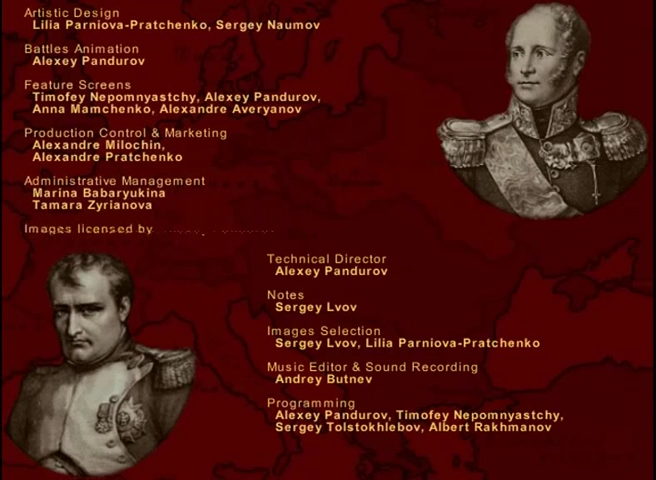 Artistic Design
Lilia Parniova-Pratchenko, Sergey Naumov
Battles Animation
Alexey Pandurov
Feature Screens
Timofey Nepomnyastchy, Alexey Pandurov,
Anna Mamchenko, Alexandre Averyanov
Production Control & Marketing
Alexandre Milochin,
Alexandre Pratchenko
Administrative Management
Marina Babaryukina
Tamara Zyrianova
Images licensed by
Technical Director
Alexey Pandurov
Notes
Sergey Lvov
Images Selection
Sergey Lvov, Lilia Parniova-Pratchenko
Music Editor & Sound Recording
Andrey Butnev
Programming
Alexey Pandurov, Timofey Nepomnyastchy,
Sergey Tolstokhlebov, Albert Rakhmanov